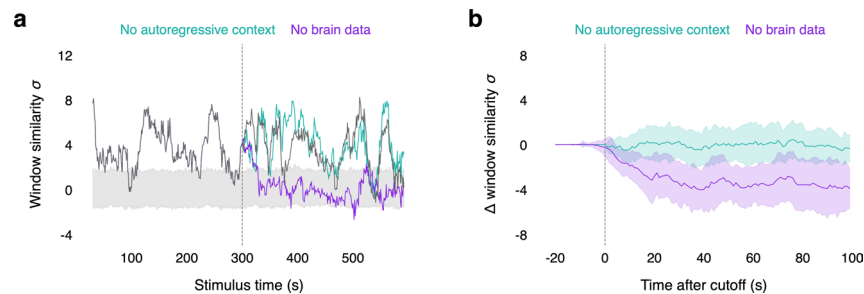 a
No autoregressive context No brain data
Window similarity σ
12
8
4
0
-4
100 200 300 400 500
Stimulus time (s)
b
No autoregressive context No brain data
Δ window similarity σ
8
4
0
-4
-8
-20 0 20 40 60 80 100
Time after cutoff (s)